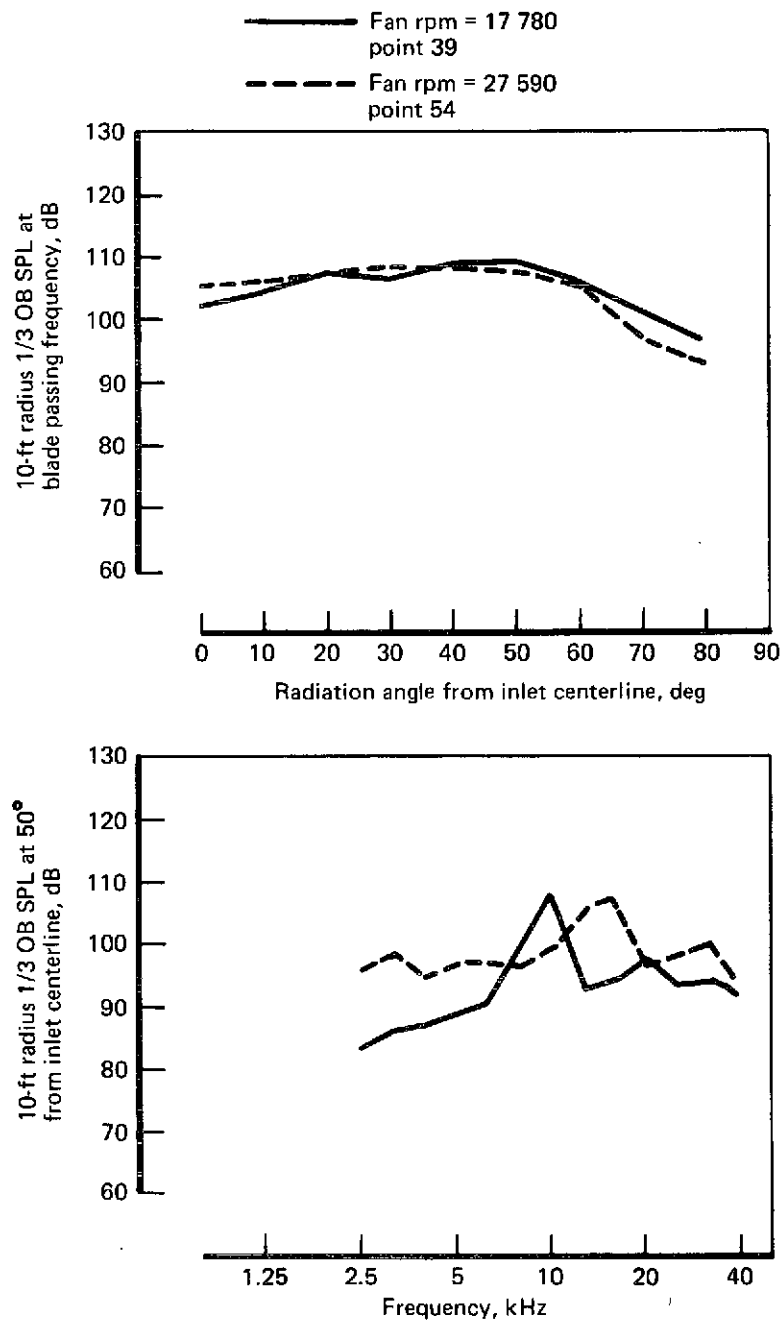 Fan rpm = 17 780
point 39
Fan rpm = 27 590
point 54
10-ft radius 1/3 OB SPL at
blade passing frequency, dB
130
120
110
100
90
80
70
60
0 10 20 30 40 50 60 70 80 90
Radiation angle from inlet centerline, deg
10-ft radius 1/3 OB SPL at 50°
from inlet centerline, dB
130
120
110
100
90
80
70
60
1.25 2.5 5 10 20 40
Frequency, kHz